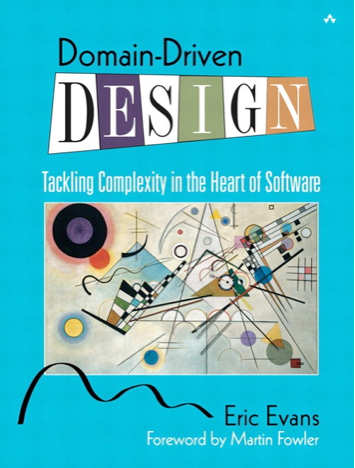 Domain-Driven
DESIGN
Tackling Complexity in the Heart of Software
Eric Evans
Foreword by Martin Fowler